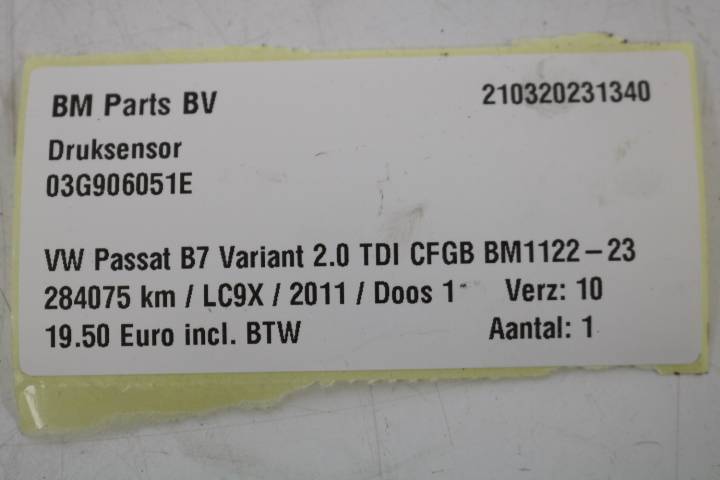 BM Parts BV 210320231340
Druksensor
03G906051E
VW Passat B7 Variant 2.0 TDI CFGB BM1122-23
284075 km / LC9X / 2011 / Doos 1 Verz: 10
19.50 Euro incl. BTW Aantal: 1